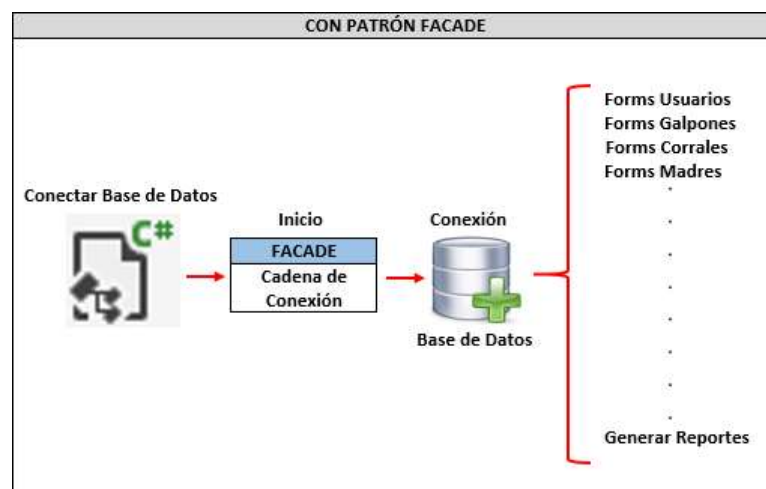 CON PATRÓN FACADE
Conectar Base de Datos
C#
Inicio
FACADE
Cadena de
Conexión
Conexión
Base de Datos
Forms Usuarios
Forms Galpones
Forms Corrales
Forms Madres
Generar Reportes